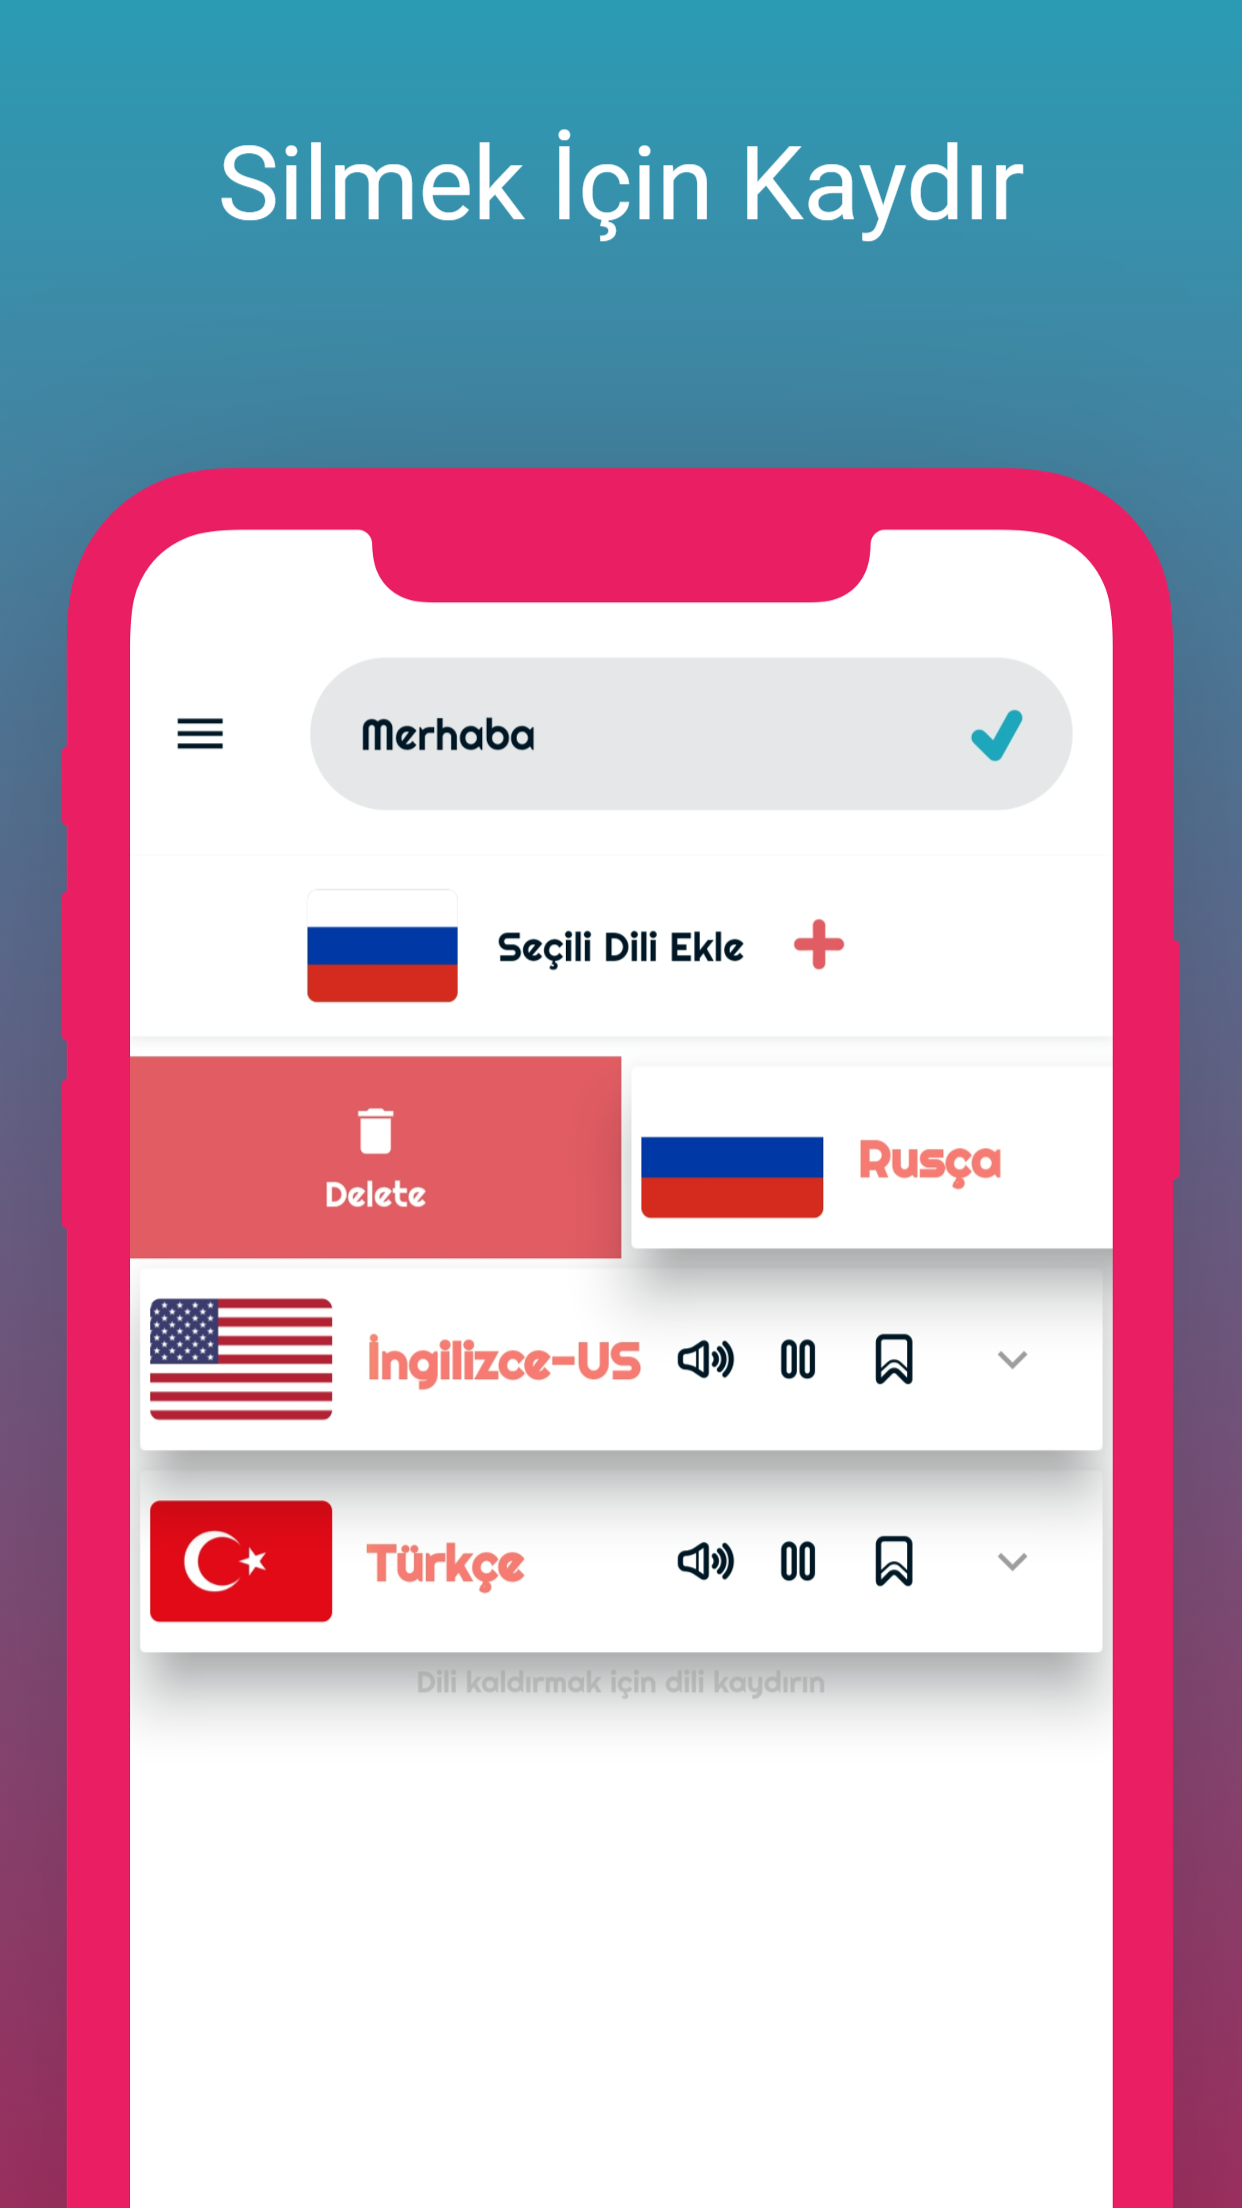 Silmek İçin Kaydır
Merhaba
Seçili Dili Ekle
Delete
Rusça
İngilizce-US
Türkçe
Dili kaldırmak için dili kaydırın